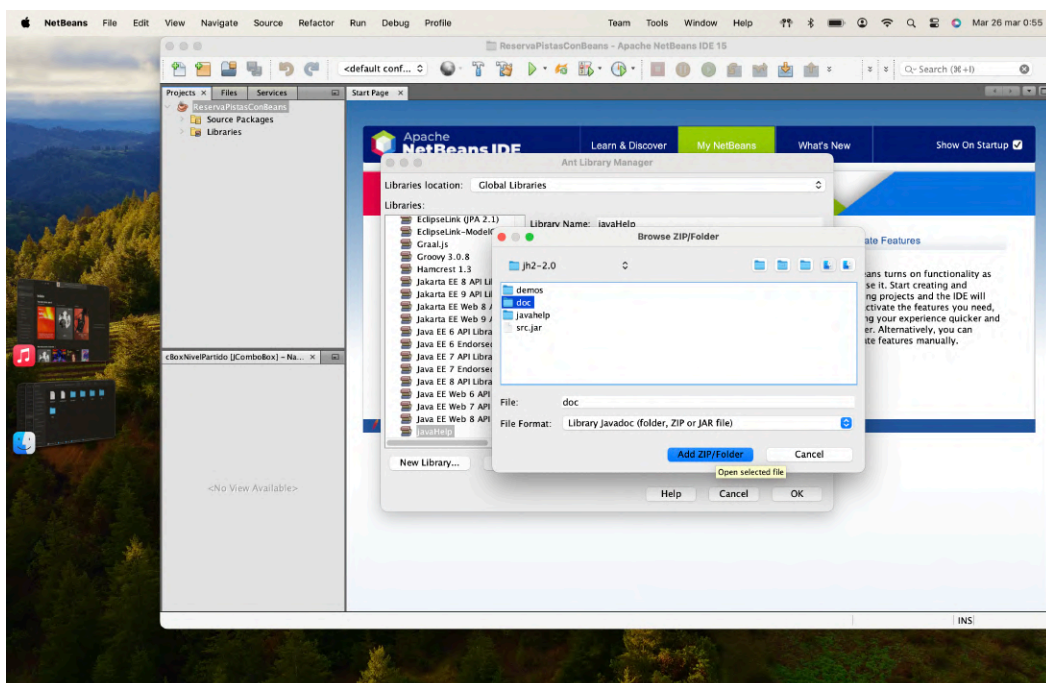 NetBeans File Edit View Navigate Source Refactor Run Debug Profile Team Tools Window Help Mar 26 mar 0:55
ReservaPistasConBeans - Apache NetBeans IDE 15
<default conf... Search (⌘+I)
Projects × Files Services
Start Page ×
ReservaPistasConBeans
Source Packages
Libraries
Apache
NetBeans IDE
Learn & Discover My NetBeans What's New Show On Startup
Ant Library Manager
Libraries location: Global Libraries
Libraries:
Library Name: javaHelp
EclipseLink (JPA 2.1)
EclipseLink-ModelG
Graal.js
Groovy 3.0.8
Hamcrest 1.3
Jakarta EE 8 API Li
Jakarta EE 9 API Li
Jakarta EE Web 8 A
Jakarta EE Web 9 A
Java EE 6 API Libra
Java EE 6 Endorsed
Java EE 7 API Libra
Java EE 7 Endorsed
Java EE 8 API Libra
Java EE Web 6 API
Java EE Web 7 API
Java EE Web 8 API
javaHelp
New Library...
Browse ZIP/Folder
jh2-2.0
demos
doc
javahelp
src.jar
File: doc
File Format: Library Javadoc (folder, ZIP or JAR file)
Add ZIP/Folder Cancel
Open selected file
Help Cancel OK
ate Features
eans turns on functionality as
se it. Start creating and
ng projects and the IDE will
ctivate the features you need,
ng your experience quicker and
er. Alternatively, you can
te features manually.
cBoxNivelPartido [JComboBox] - Na... ×
<No View Available>
INS